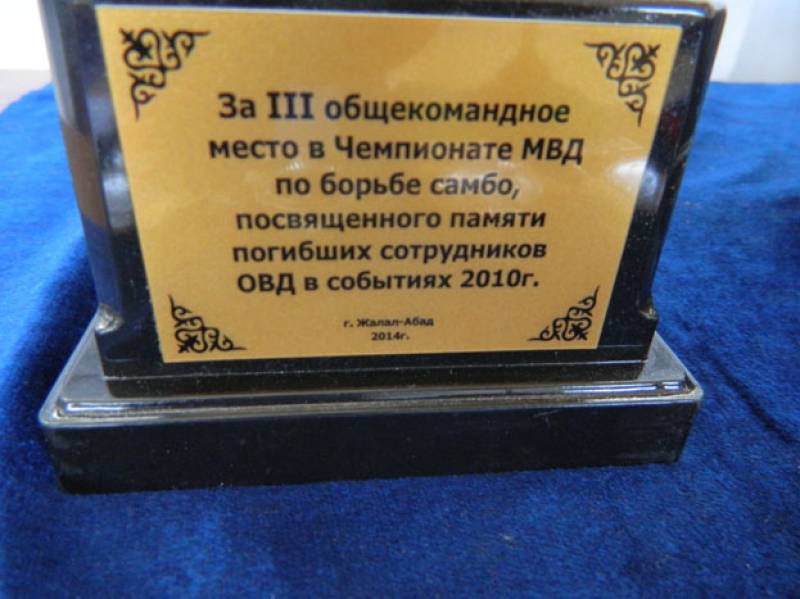 За III общекомандное
место в Чемпионате МВД
по борьбе самбо,
посвященного памяти
погибших сотрудников
ОВД в событиях 2010г.
г. Жалал-Абад
2014г.